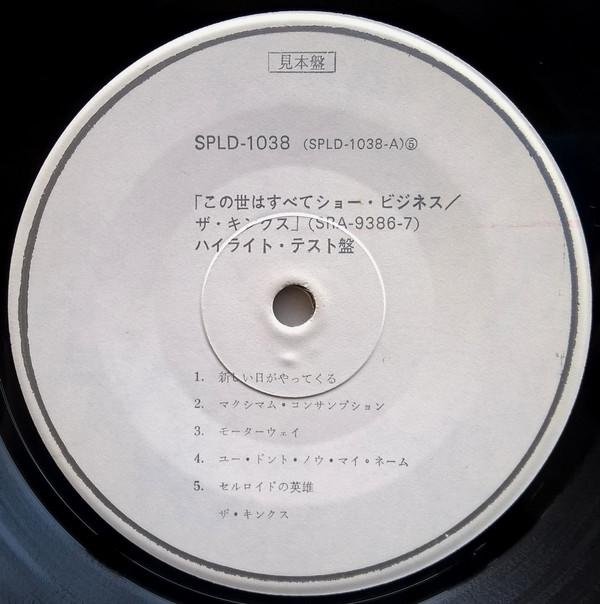 見本盤
SPLD-1038 (SPLD-1038-A)⑤
「この世はすべてショー・ビジネス／
ザ・キンクス」(SRA-9386-7)
ハイライト・テスト盤
1. 新しい日がやってくる
2. マクシマム・コンサンプション
3. モーターウェイ
4. ユー・ドント・ノウ・マイ。ネーム
5. セルロイドの英雄
ザ・キンクス